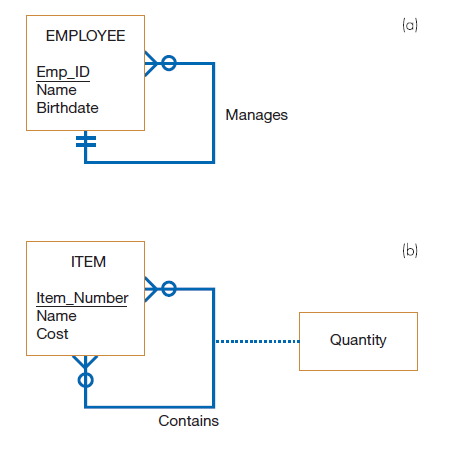 (a)
EMPLOYEE
Emp_ID
Name
Birthdate
Manages
(b)
ITEM
Item_Number
Name
Cost
Quantity
Contains